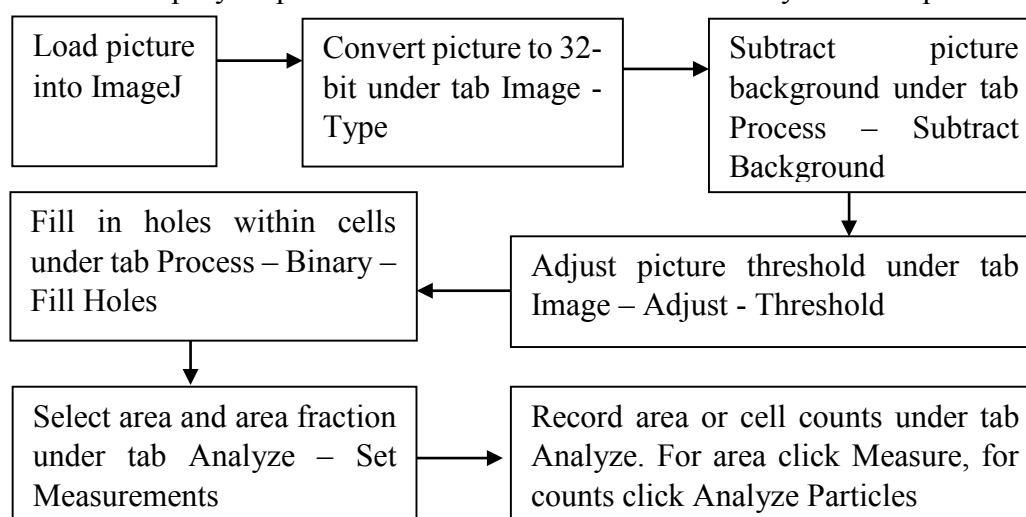 Load picture
into ImageJ
Convert picture to 32-
bit under tab Image -
Type
Subtract picture
background under tab
Process – Subtract
Background
Adjust picture threshold under tab
Image – Adjust - Threshold
Fill in holes within cells
under tab Process – Binary –
Fill Holes
Select area and area fraction
under tab Analyze – Set
Measurements
Record area or cell counts under tab
Analyze. For area click Measure, for
counts click Analyze Particles